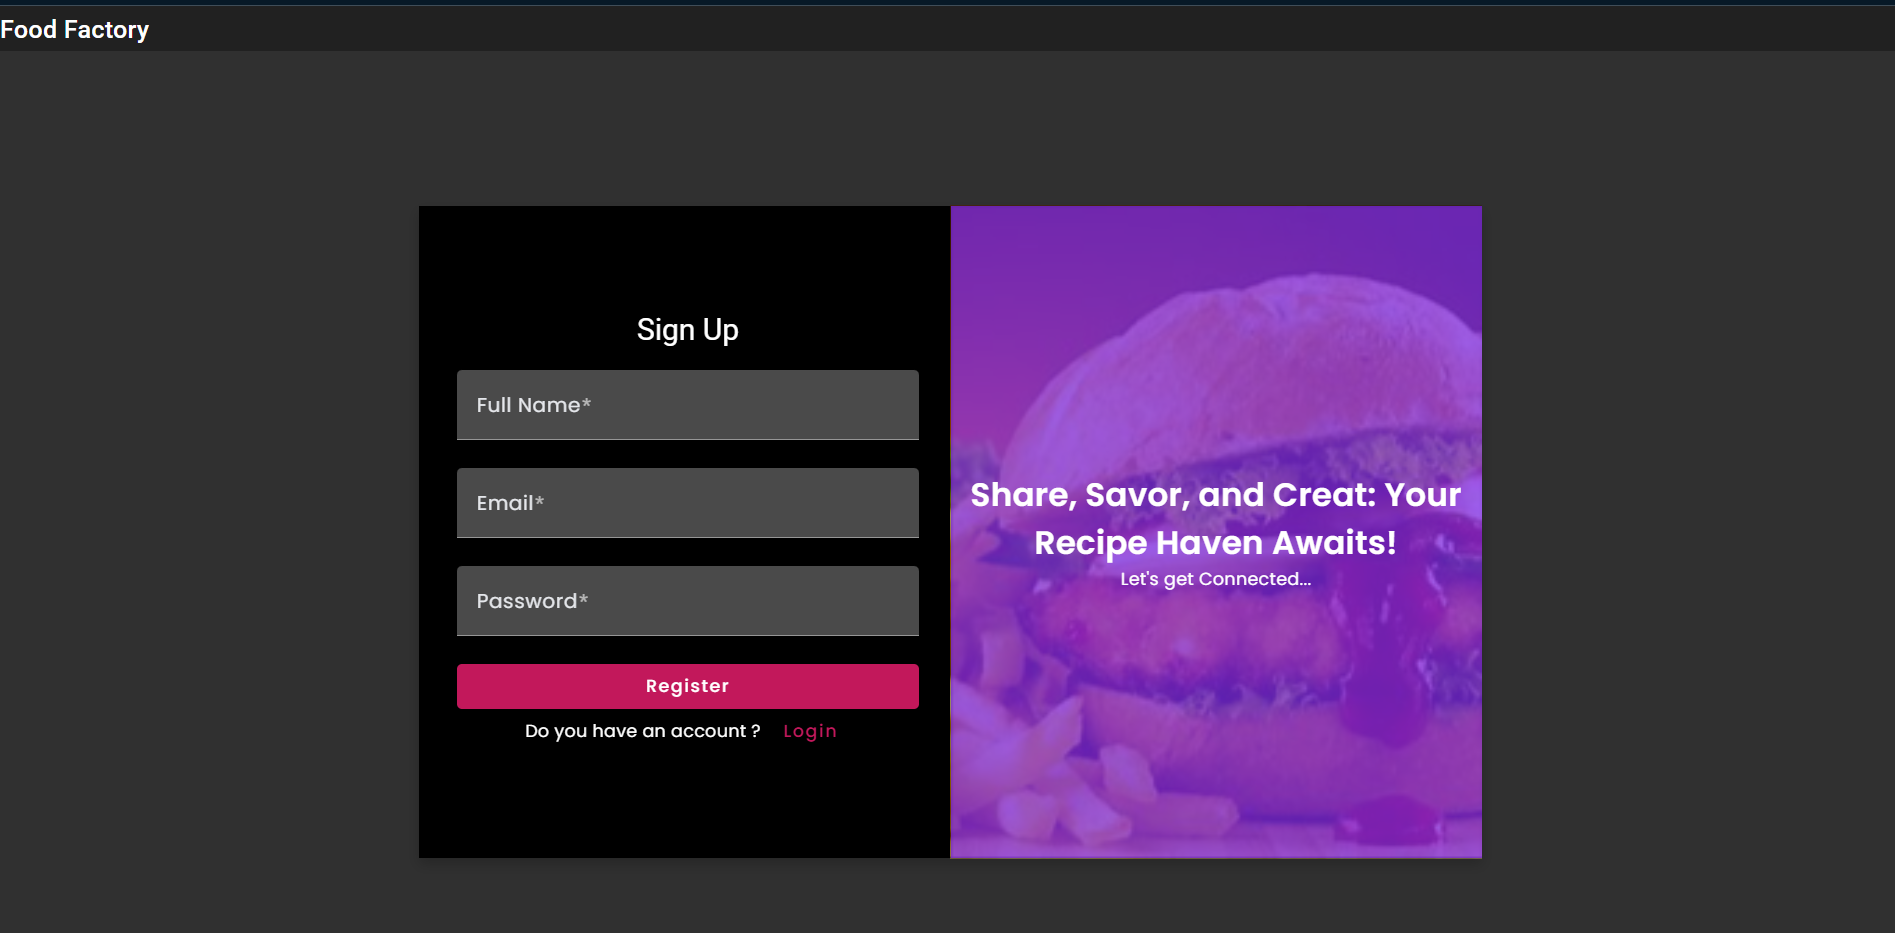 Food Factory
Sign Up
Full Name*
Email*
Password*
Register
Do you have an account ? Login
Share, Savor, and Creat: Your
Recipe Haven Awaits!
Let's get Connected...